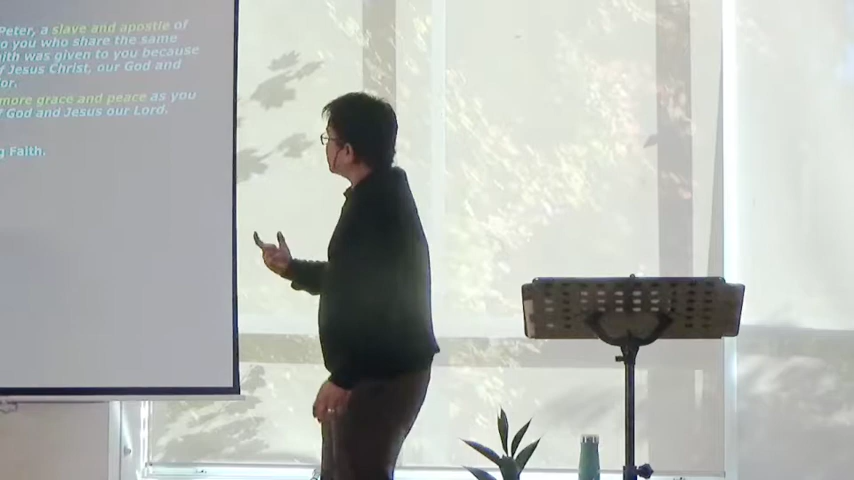 Peter, a slave and apostle of
o you who share the same
ith was given to you because
f Jesus Christ, our God and
or.
more grace and peace as you
f God and Jesus our Lord.
g Faith.